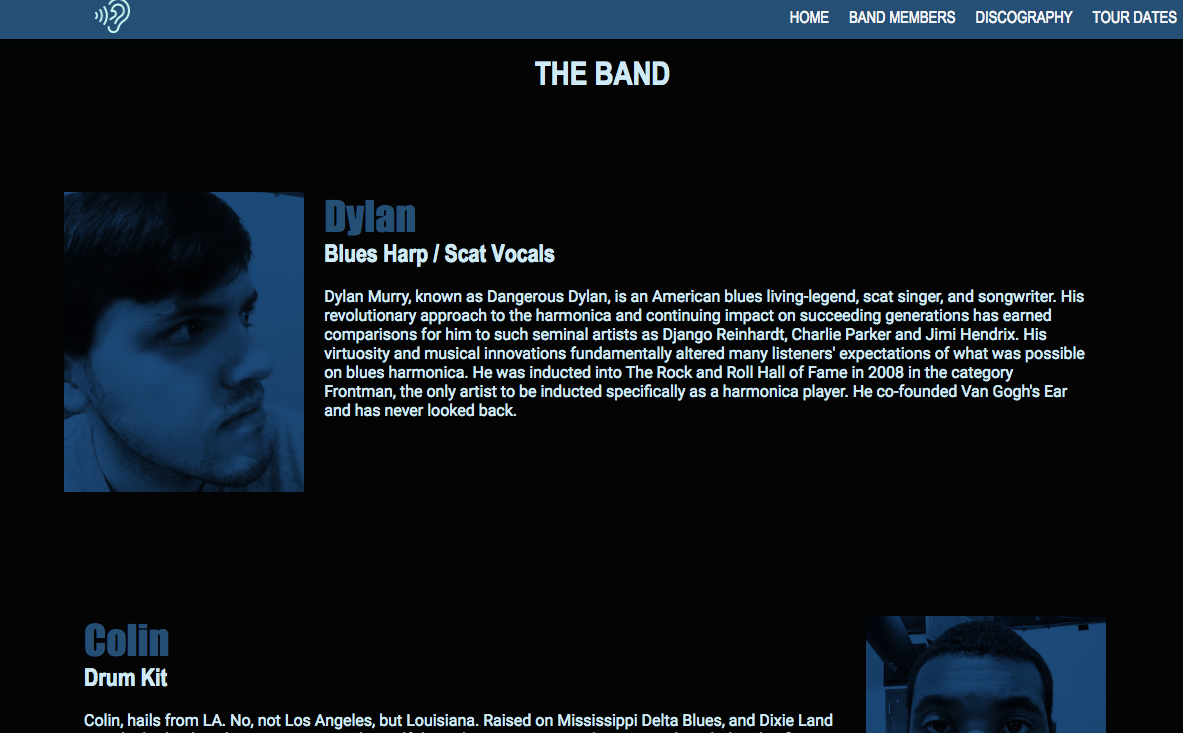 HOME BAND MEMBERS DISCOGRAPHY TOUR DATES
THE BAND
Dylan
Blues Harp / Scat Vocals
Dylan Murry, known as Dangerous Dylan, is an American blues living-legend, scat singer, and songwriter. His
revolutionary approach to the harmonica and continuing impact on succeeding generations has earned
comparisons for him to such seminal artists as Django Reinhardt, Charlie Parker and Jimi Hendrix. His
virtuosity and musical innovations fundamentally altered many listeners' expectations of what was possible
on blues harmonica. He was inducted into The Rock and Roll Hall of Fame in 2008 in the category
Frontman, the only artist to be inducted specifically as a harmonica player. He co-founded Van Gogh's Ear
and has never looked back.
Colin
Drum Kit
Colin, hails from LA. No, not Los Angeles, but Louisiana. Raised on Mississippi Delta Blues, and Dixie Land